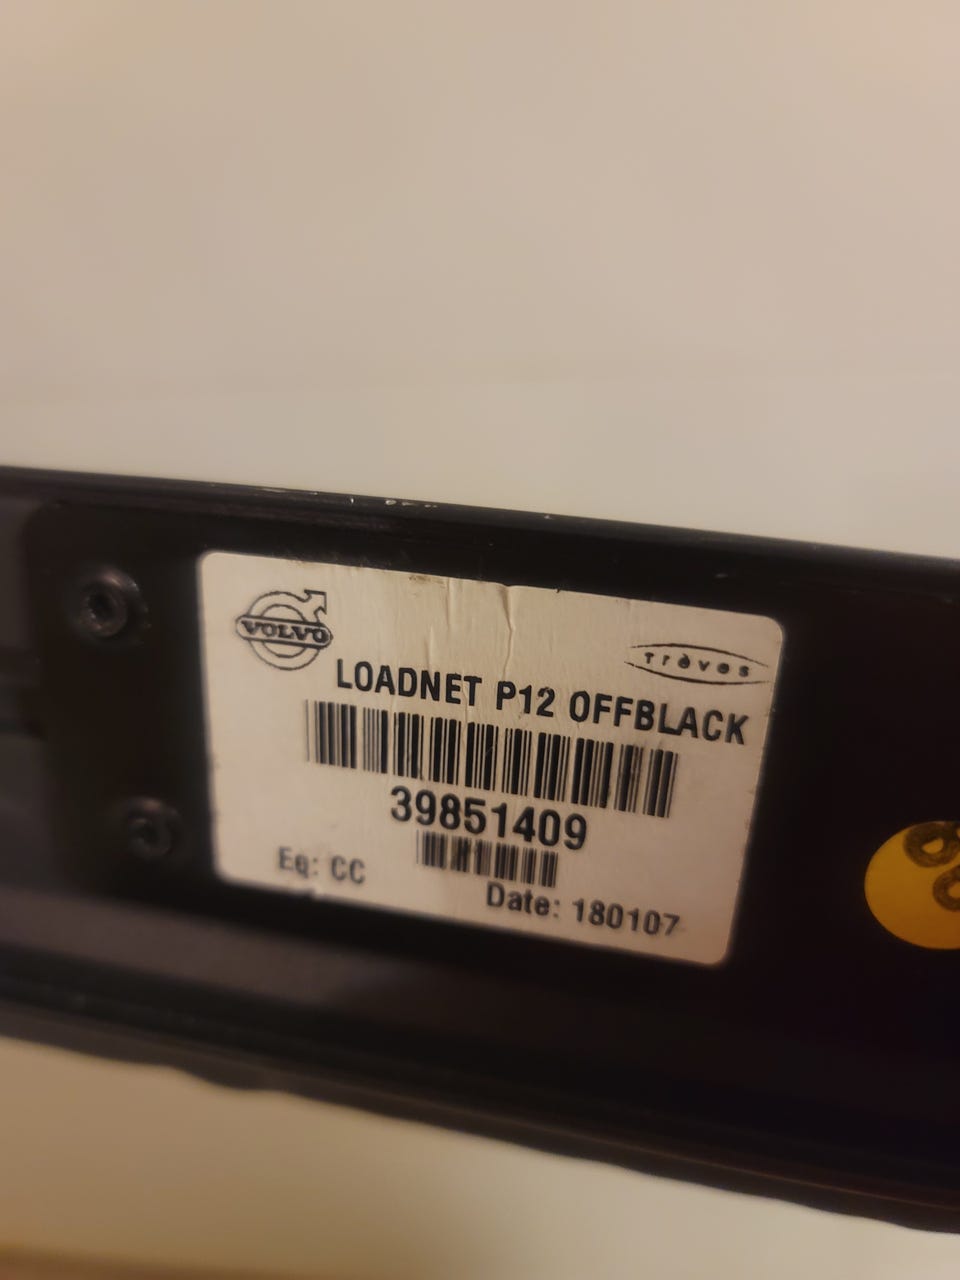 VOLVO
Trèves
LOADNET P12 OFFBLACK
39851409
Eq: CC
Date: 180107